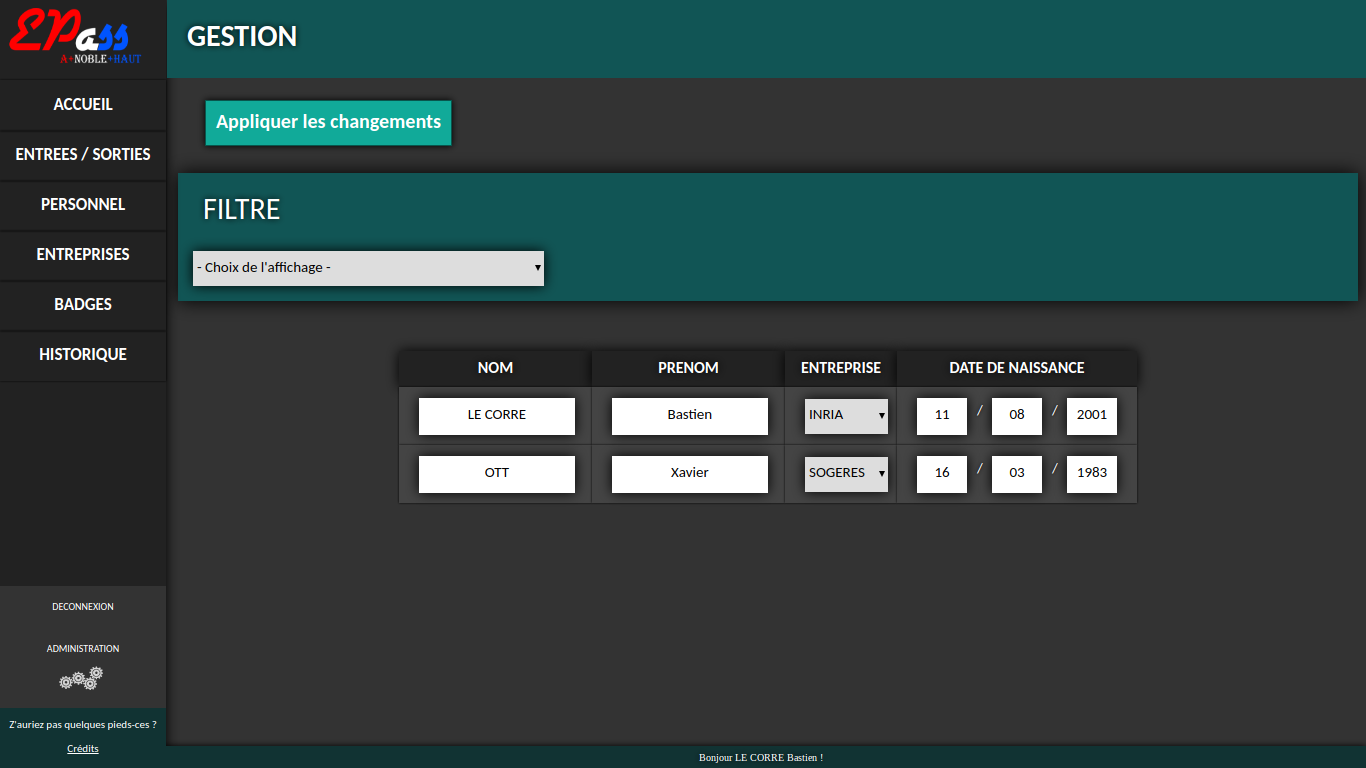 EPass
A+NOBLE+HAUT
GESTION
ACCUEIL
ENTREES / SORTIES
PERSONNEL
ENTREPRISES
BADGES
HISTORIQUE
DECONNEXION
ADMINISTRATION
Z'auriez pas quelques pieds-ces ?
Crédits
Appliquer les changements
FILTRE
- Choix de l'affichage -
NOM PRENOM ENTREPRISE DATE DE NAISSANCE
LE CORRE Bastien INRIA 11 / 08 / 2001
OTT Xavier SOGERES 16 / 03 / 1983
Bonjour LE CORRE Bastien !